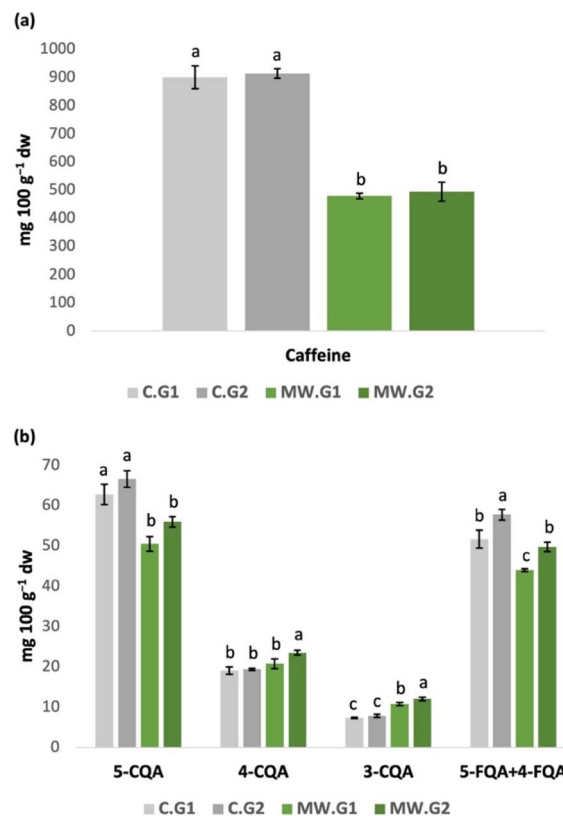 (a)
1000
900
800
700
600
500
400
300
200
100
0
mg 100 g⁻¹ dw
a
a
b
b
Caffeine
C.G1 C.G2 MW.G1 MW.G2
(b)
70
60
50
40
30
20
10
0
mg 100 g⁻¹ dw
a a b b b b b a c c b a b a c b
5-CQA 4-CQA 3-CQA 5-FQA+4-FQA
C.G1 C.G2 MW.G1 MW.G2